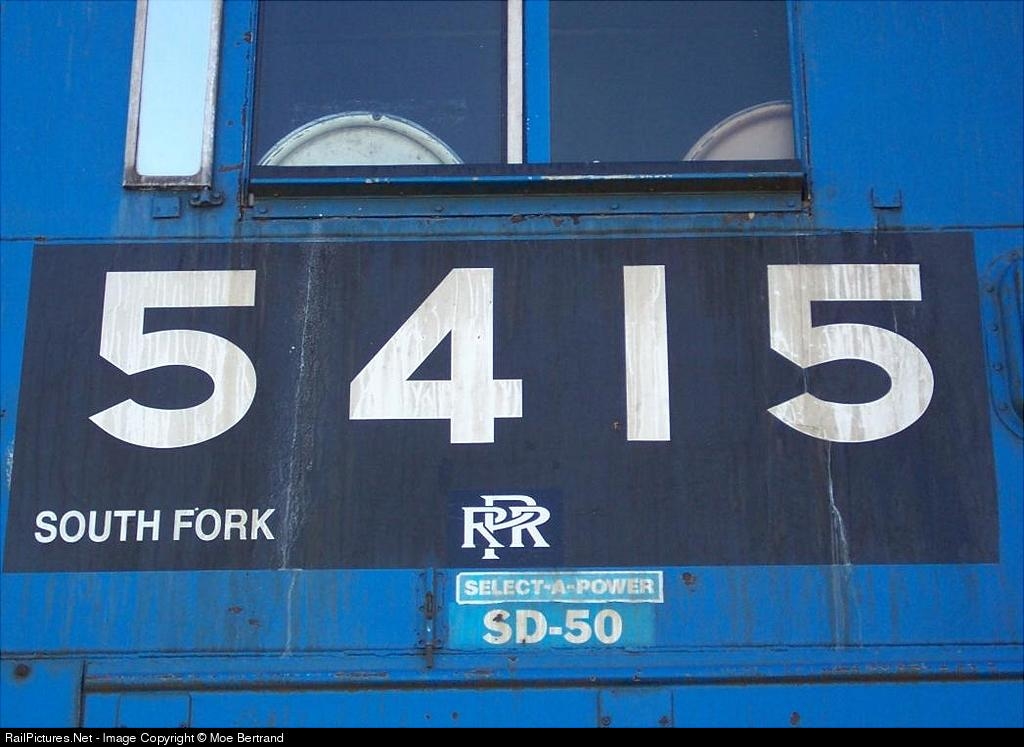 5415
SOUTH FORK
RPR
SELECT-A-POWER
SD-50
RailPictures.Net - Image Copyright © Moe Bertrand